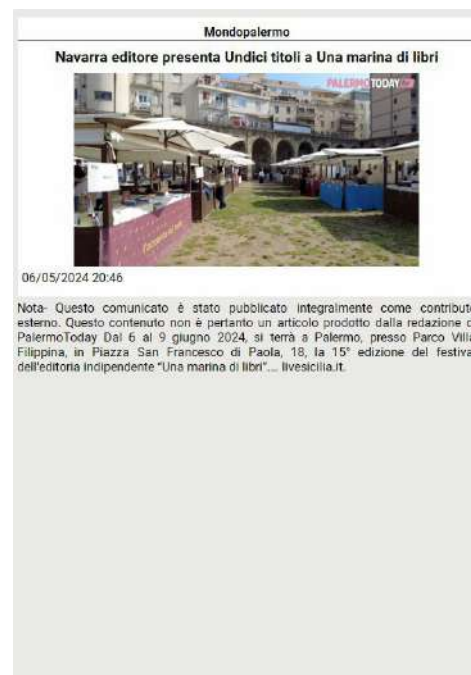 Mondopalermo
Navarra editore presenta Undici titoli a Una marina di libri
PALERMOTODAY
06/05/2024 20:46
Nota- Questo comunicato è stato pubblicato integralmente come contributo
esterno. Questo contenuto non è pertanto un articolo prodotto dalla redazione d
PalermoToday Dal 6 al 9 giugno 2024, si terrà a Palermo, presso Parco Villa
Filippina, in Piazza San Francesco di Paola, 18, la 15° edizione del festiva
dell'editoria indipendente "Una marina di libri"... livesicilia.it.